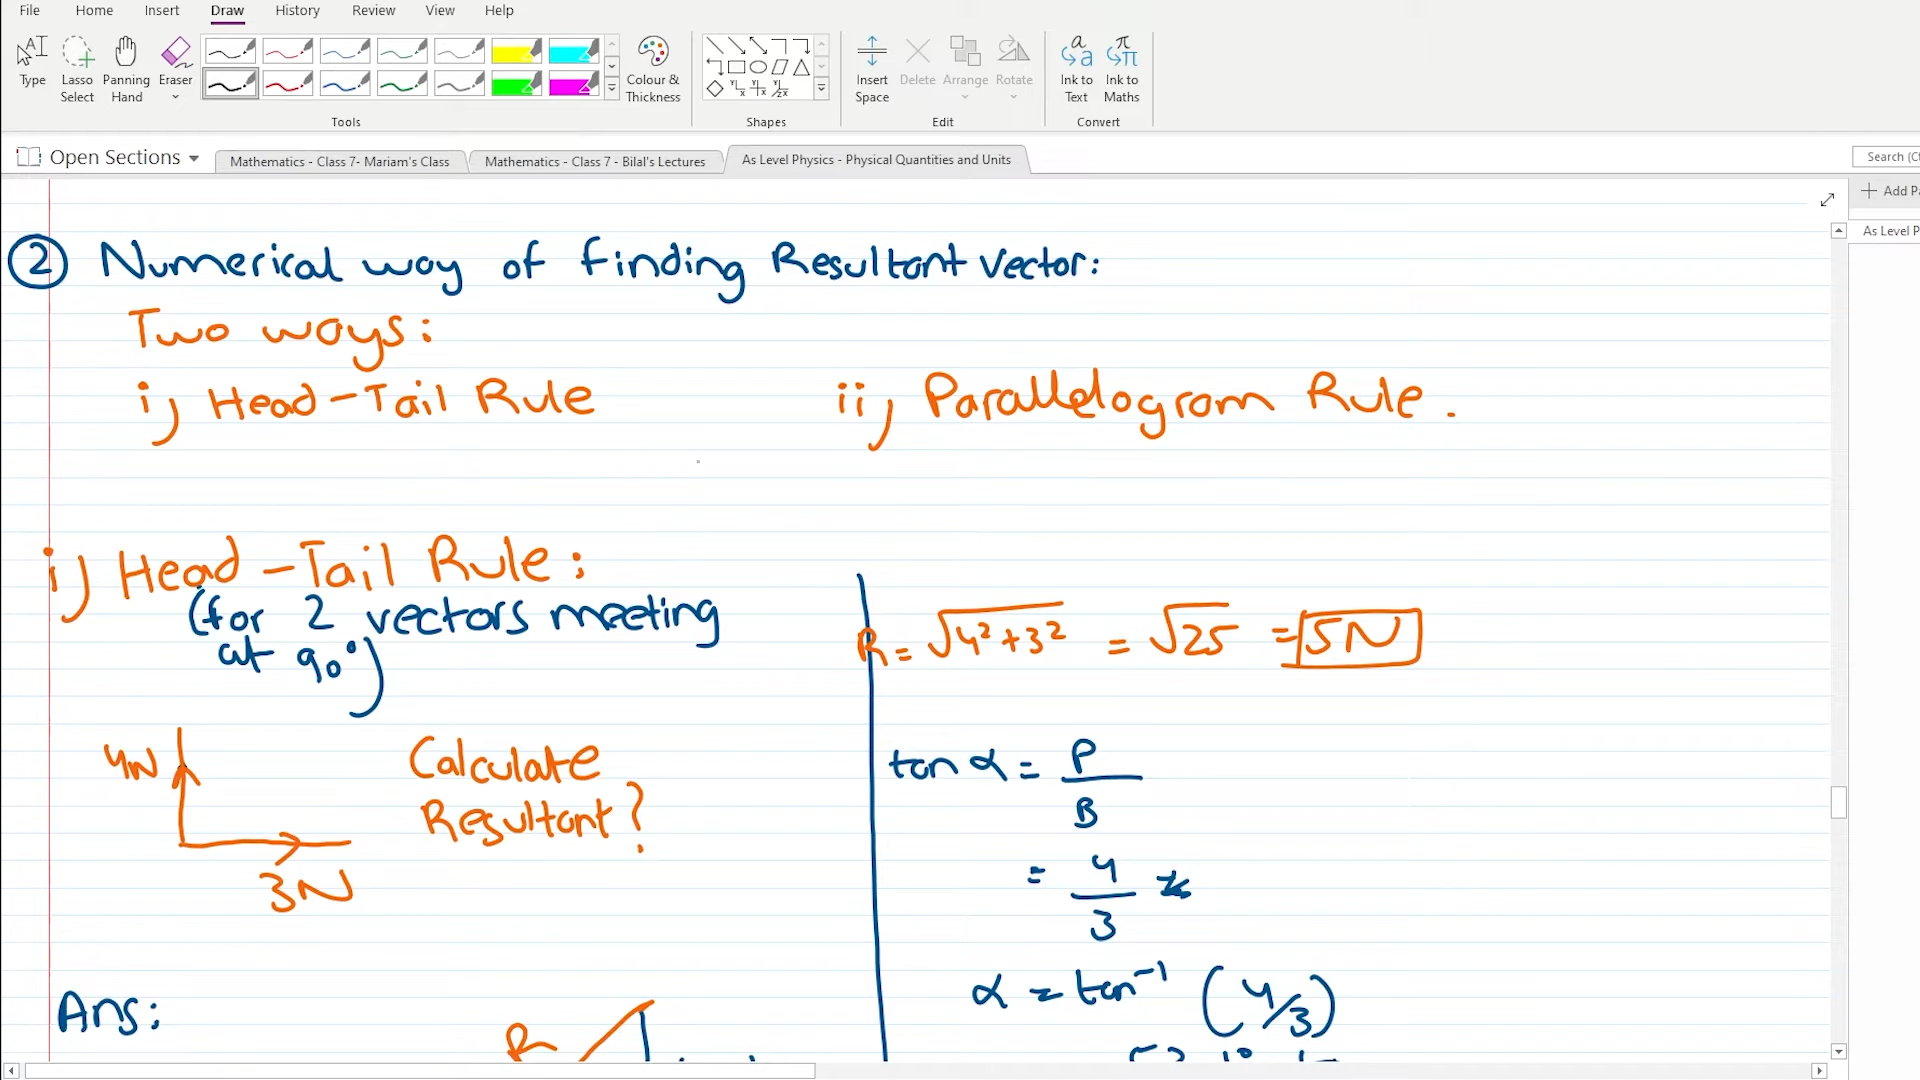 File Home Insert Draw History Review View Help
Type
Lasso Select
Panning Hand
Eraser
Colour & Thickness
Insert Space
Delete
Arrange
Rotate
Ink to Text
Ink to Maths
Tools
Shapes
Edit
Convert
Open Sections
Mathematics - Class 7- Mariam's Class
Mathematics - Class 7 - Bilal's Lectures
As Level Physics - Physical Quantities and Units
Search
Add
As Level
② Numerical way of finding Resultant Vector:
Two ways:
i) Head-Tail Rule
ii) Parallelogram Rule.
i) Head-Tail Rule:
(for 2 vectors meeting
at 90°)
4N
3N
Calculate
Resultant?
Ans:
R
R = √4²+3² = √25 = 5N
tan α = P/B
= 4/3
α = tan⁻¹ (4/3)